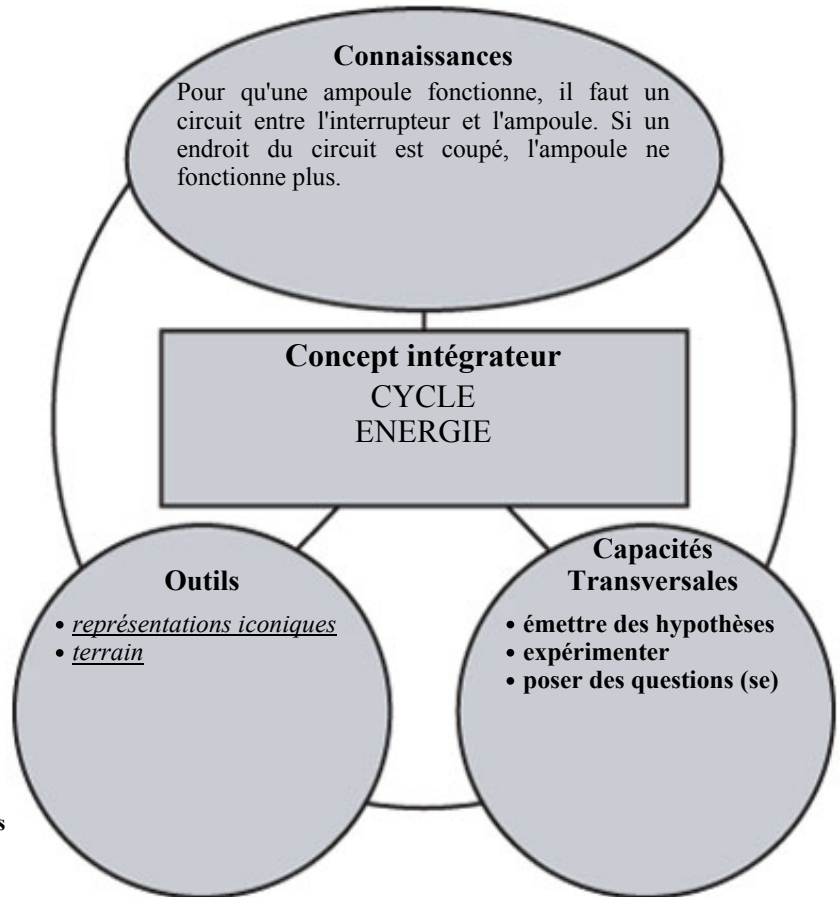 Connaissances
Pour qu'une ampoule fonctionne, il faut un
circuit entre l'interrupteur et l'ampoule. Si un
endroit du circuit est coupé, l'ampoule ne
fonctionne plus.
Concept intégrateur
CYCLE
ENERGIE
Outils
• représentations iconiques
• terrain
Capacités
Transversales
• émettre des hypothèses
• expérimenter
• poser des questions (se)
s